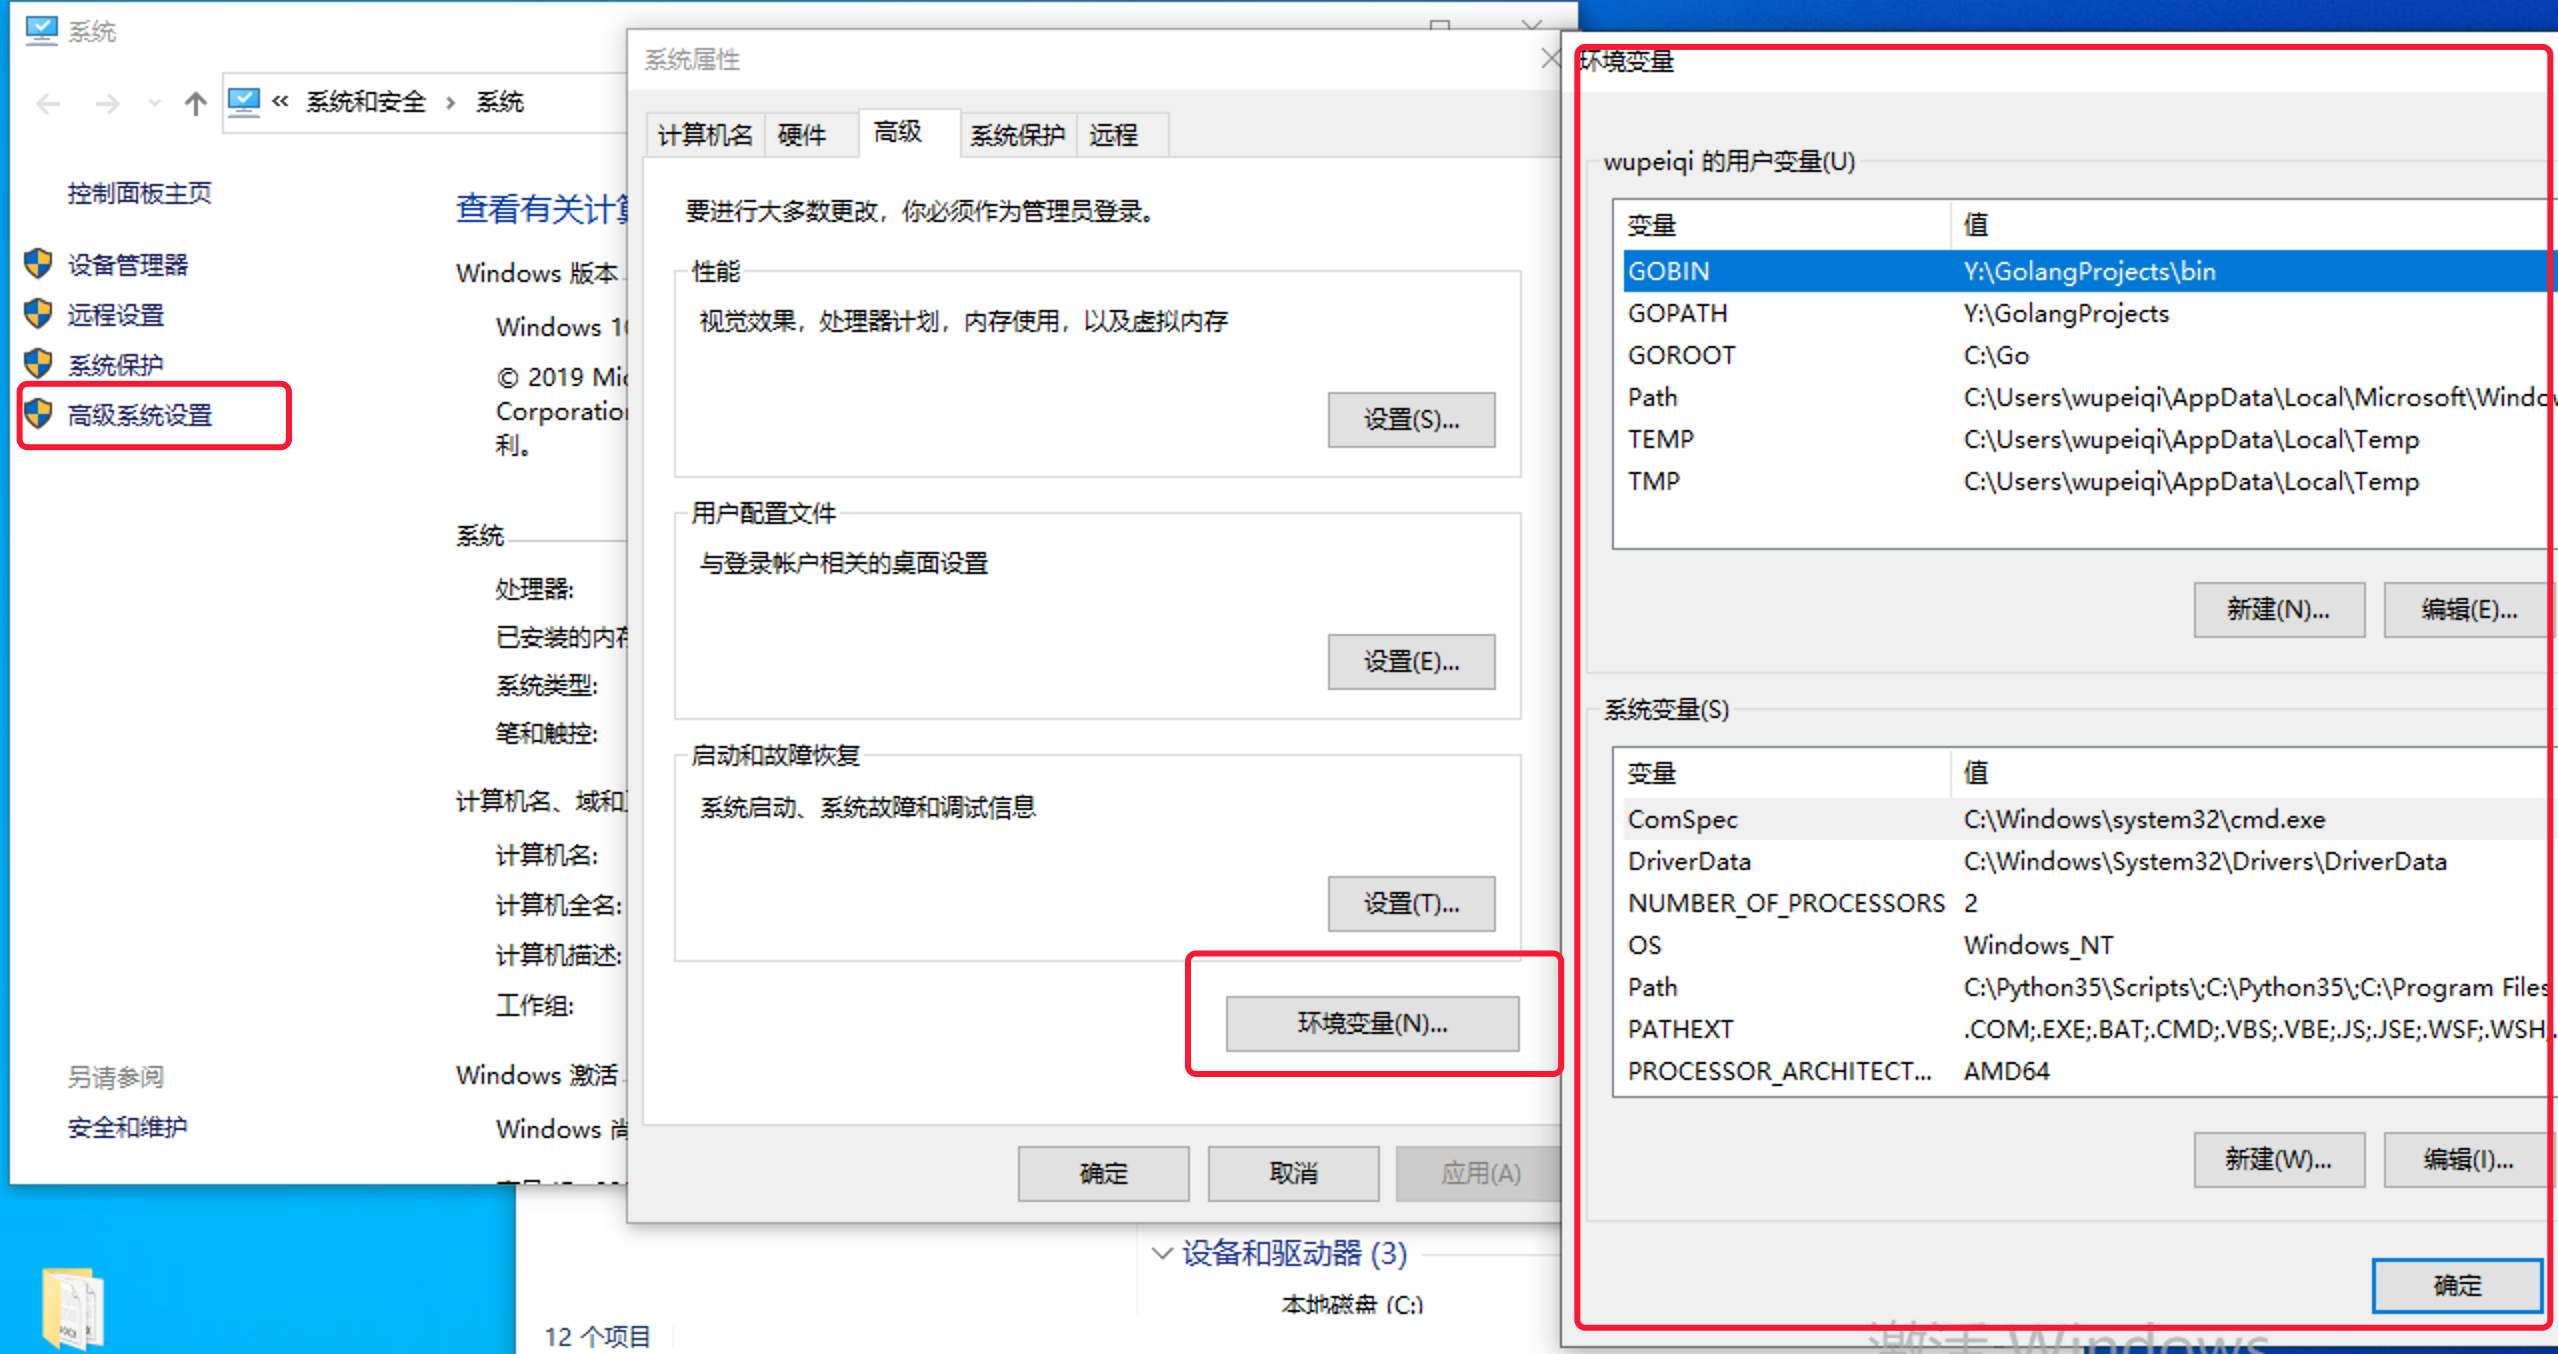 系统
« 系统和安全 › 系统
控制面板主页
设备管理器
远程设置
系统保护
高级系统设置
另请参阅
安全和维护
查看有关计算
Windows 版本
Windows 10
© 2019 Mic
Corporation
利。
系统
处理器:
已安装的内存
系统类型:
笔和触控:
计算机名、域和
计算机名:
计算机全名:
计算机描述:
工作组:
Windows 激活
Windows 尚
系统属性
计算机名 硬件 高级 系统保护 远程
要进行大多数更改，你必须作为管理员登录。
性能
视觉效果，处理器计划，内存使用，以及虚拟内存
设置(S)...
用户配置文件
与登录帐户相关的桌面设置
设置(E)...
启动和故障恢复
系统启动、系统故障和调试信息
设置(T)...
环境变量(N)...
确定 取消 应用(A)
环境变量
wupeiqi 的用户变量(U)
变量 值
GOBIN Y:\GolangProjects\bin
GOPATH Y:\GolangProjects
GOROOT C:\Go
Path C:\Users\wupeiqi\AppData\Local\Microsoft\Window
TEMP C:\Users\wupeiqi\AppData\Local\Temp
TMP C:\Users\wupeiqi\AppData\Local\Temp
新建(N)... 编辑(E)...
系统变量(S)
变量 值
ComSpec C:\Windows\system32\cmd.exe
DriverData C:\Windows\System32\Drivers\DriverData
NUMBER_OF_PROCESSORS 2
OS Windows_NT
Path C:\Python35\Scripts\;C:\Python35\;C:\Program Files
PATHEXT .COM;.EXE;.BAT;.CMD;.VBS;.VBE;.JS;.JSE;.WSF;.WSH;.
PROCESSOR_ARCHITECT... AMD64
新建(W)... 编辑(I)...
确定
设备和驱动器 (3)
本地磁盘 (C:)
12 个项目
激活 Windows